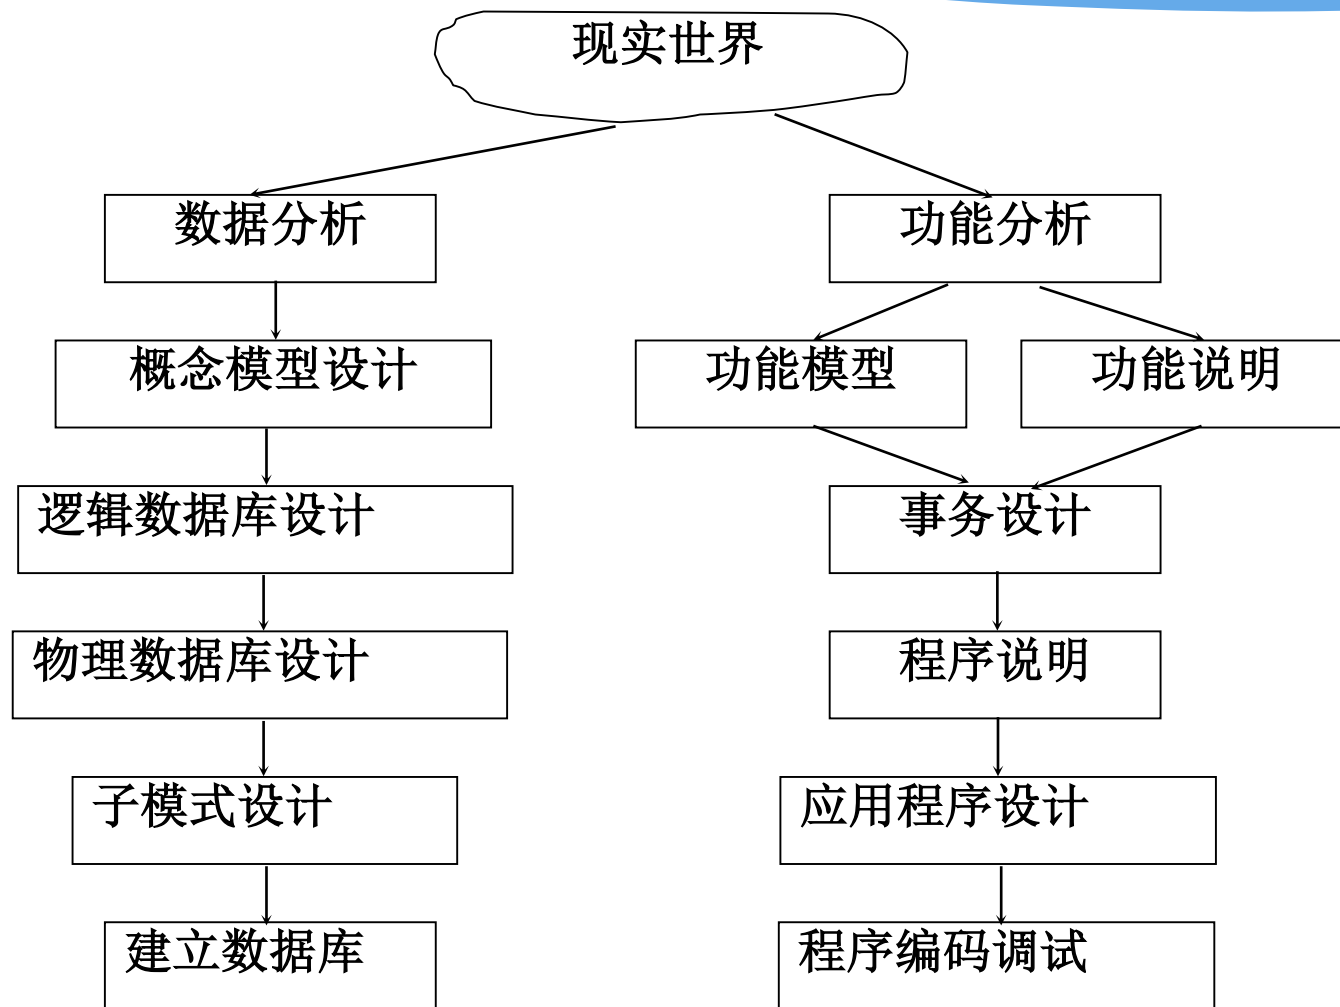 现实世界
数据分析
功能分析
概念模型设计
功能模型
功能说明
逻辑数据库设计
事务设计
物理数据库设计
程序说明
子模式设计
应用程序设计
建立数据库
程序编码调试